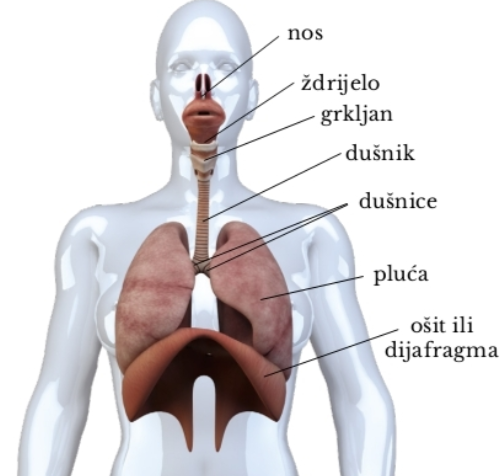 nos
ždrijelo
grkljan
dušnik
dušnice
pluća
ošit ili
dijafragma